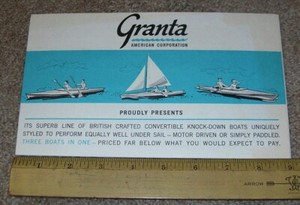 Granta
AMERICAN CORPORATION
PROUDLY PRESENTS
ITS SUPERB LINE OF BRITISH CRAFTED CONVERTIBLE KNOCK-DOWN BOATS UNIQUELY
STYLED TO PERFORM EQUALLY WELL UNDER SAIL – MOTOR DRIVEN OR SIMPLY PADDLED.
THREE BOATS IN ONE – PRICED FAR BELOW WHAT YOU WOULD EXPECT TO PAY.